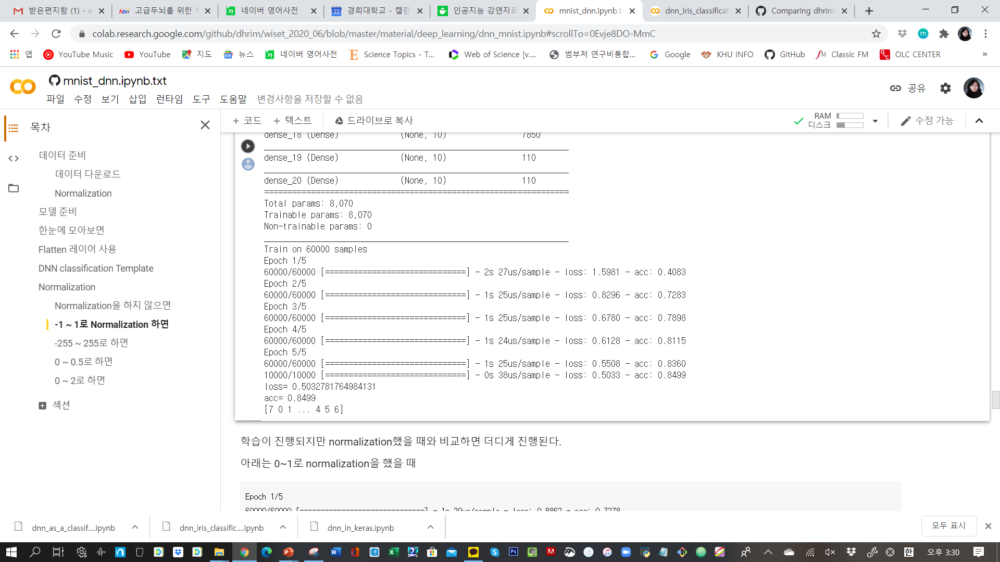 받은편지함 (1) - e
고급두뇌를 위한
네이버 영어사전
경희대학교 - 캘린
인공지능 강연자료
mnist_dnn.ipynb.t
dnn_iris_classificat
Comparing dhrim:
colab.research.google.com/github/dhrim/wiset_2020_06/blob/master/material/deep_learning/dnn_mnist.ipynb#scrollTo=0Evje8DO-MmC
앱
YouTube Music
YouTube
지도
뉴스
네이버 영어사전
Science Topics - T...
Web of Science [v....
범부처 연구비통합...
Google
KHU INFO
GitHub
Classic FM
OLC CENTER
»
mnist_dnn.ipynb.txt
파일 수정 보기 삽입 런타임 도구 도움말 변경사항을 저장할 수 없음
공유
목차
+ 코드 + 텍스트 드라이브로 복사
RAM
디스크
수정 가능
데이터 준비
데이터 다운로드
Normalization
모델 준비
한눈에 모아보면
Flatten 레이어 사용
DNN classification Template
Normalization
Normalization을 하지 않으면
-1 ~ 1로 Normalization 하면
-255 ~ 255로 하면
0 ~ 0.5로 하면
0 ~ 2로 하면
섹션
dense_18 (Dense) (None, 10) 7850
dense_19 (Dense) (None, 10) 110
dense_20 (Dense) (None, 10) 110
=================================================================
Total params: 8,070
Trainable params: 8,070
Non-trainable params: 0
Train on 60000 samples
Epoch 1/5
60000/60000 [==============================] - 2s 27us/sample - loss: 1.5981 - acc: 0.4083
Epoch 2/5
60000/60000 [==============================] - 1s 25us/sample - loss: 0.8296 - acc: 0.7283
Epoch 3/5
60000/60000 [==============================] - 1s 25us/sample - loss: 0.6780 - acc: 0.7898
Epoch 4/5
60000/60000 [==============================] - 1s 24us/sample - loss: 0.6128 - acc: 0.8115
Epoch 5/5
60000/60000 [==============================] - 1s 25us/sample - loss: 0.5508 - acc: 0.8360
10000/10000 [==============================] - 0s 38us/sample - loss: 0.5033 - acc: 0.8499
loss= 0.5032781764984131
acc= 0.8499
[7 0 1 ... 4 5 6]
학습이 진행되지만 normalization했을 때와 비교하면 더디게 진행된다.
아래는 0~1로 normalization을 했을 때
Epoch 1/5
60000/60000 [==============================] - 1s 20us/sample - loss: 0.8862 - acc: 0.7278
dnn_as_a_classif....ipynb
dnn_iris_classific....ipynb
dnn_in_keras.ipynb
모두 표시
한
오후 3:30